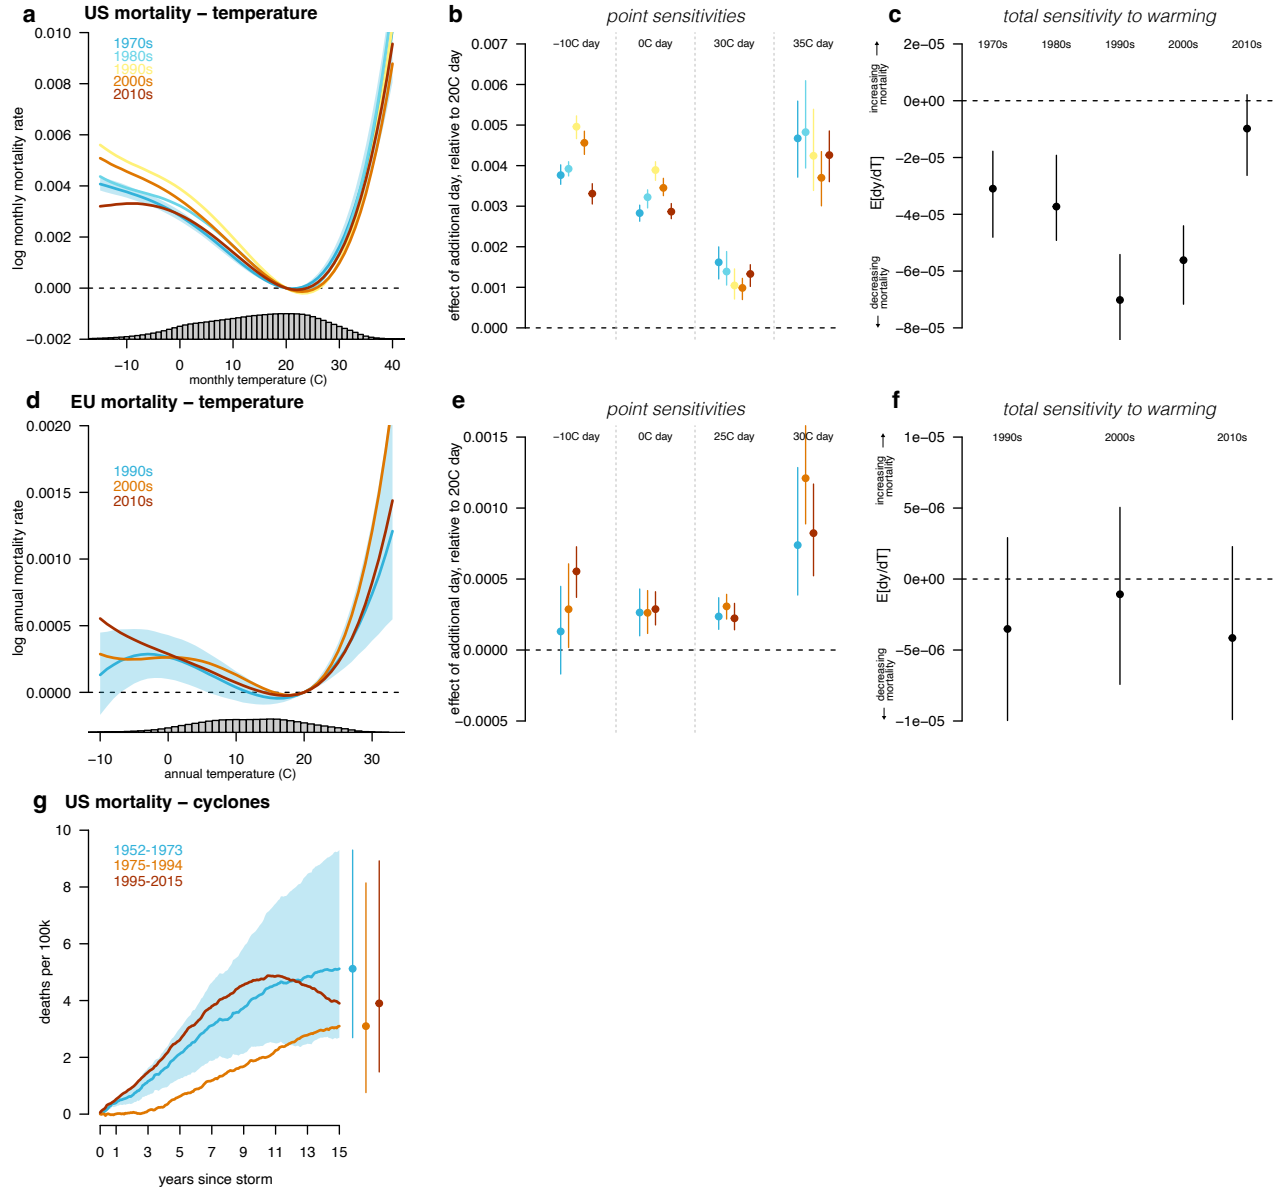 a US mortality – temperature
log monthly mortality rate
0.010
0.008
0.006
0.004
0.002
0.000
−0.002
1970s
1980s
1990s
2000s
2010s
−10 0 10 20 30 40
monthly temperature (C)
b point sensitivities
effect of additional day, relative to 20C day
0.007
0.006
0.005
0.004
0.003
0.002
0.001
0.000
−10C day 0C day 30C day 35C day
c total sensitivity to warming
increasing mortality
decreasing mortality
E[dy/dT]
2e−05
0e+00
−2e−05
−4e−05
−6e−05
−8e−05
1970s 1980s 1990s 2000s 2010s
d EU mortality – temperature
log annual mortality rate
0.0020
0.0015
0.0010
0.0005
0.0000
1990s
2000s
2010s
−10 0 10 20 30
annual temperature (C)
e point sensitivities
effect of additional day, relative to 20C day
0.0015
0.0010
0.0005
0.0000
−0.0005
−10C day 0C day 25C day 30C day
f total sensitivity to warming
increasing mortality
decreasing mortality
E[dy/dT]
1e−05
5e−06
0e+00
−5e−06
−1e−05
1990s 2000s 2010s
g US mortality – cyclones
deaths per 100k
10
8
6
4
2
0
1952-1973
1975-1994
1995-2015
0 1 3 5 7 9 11 13 15
years since storm